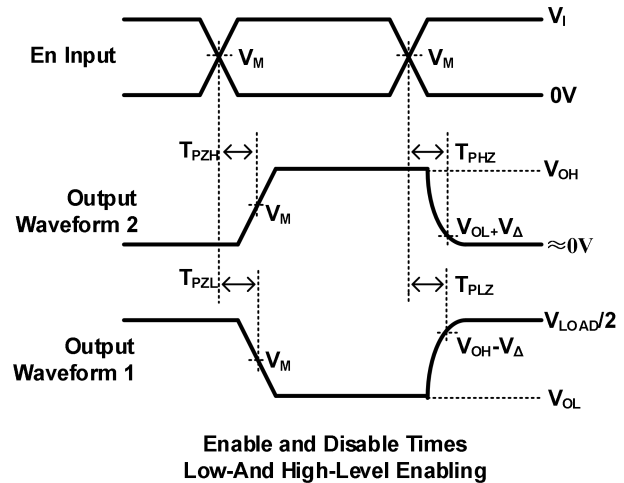 V_I
En Input
V_M V_M
0V
T_PZH T_PHZ
V_OH
Output
Waveform 2
V_M
V_OL+V_Δ
≈0V
T_PZL T_PLZ
V_LOAD/2
Output
Waveform 1
V_M
V_OH-V_Δ
V_OL
Enable and Disable Times
Low-And High-Level Enabling